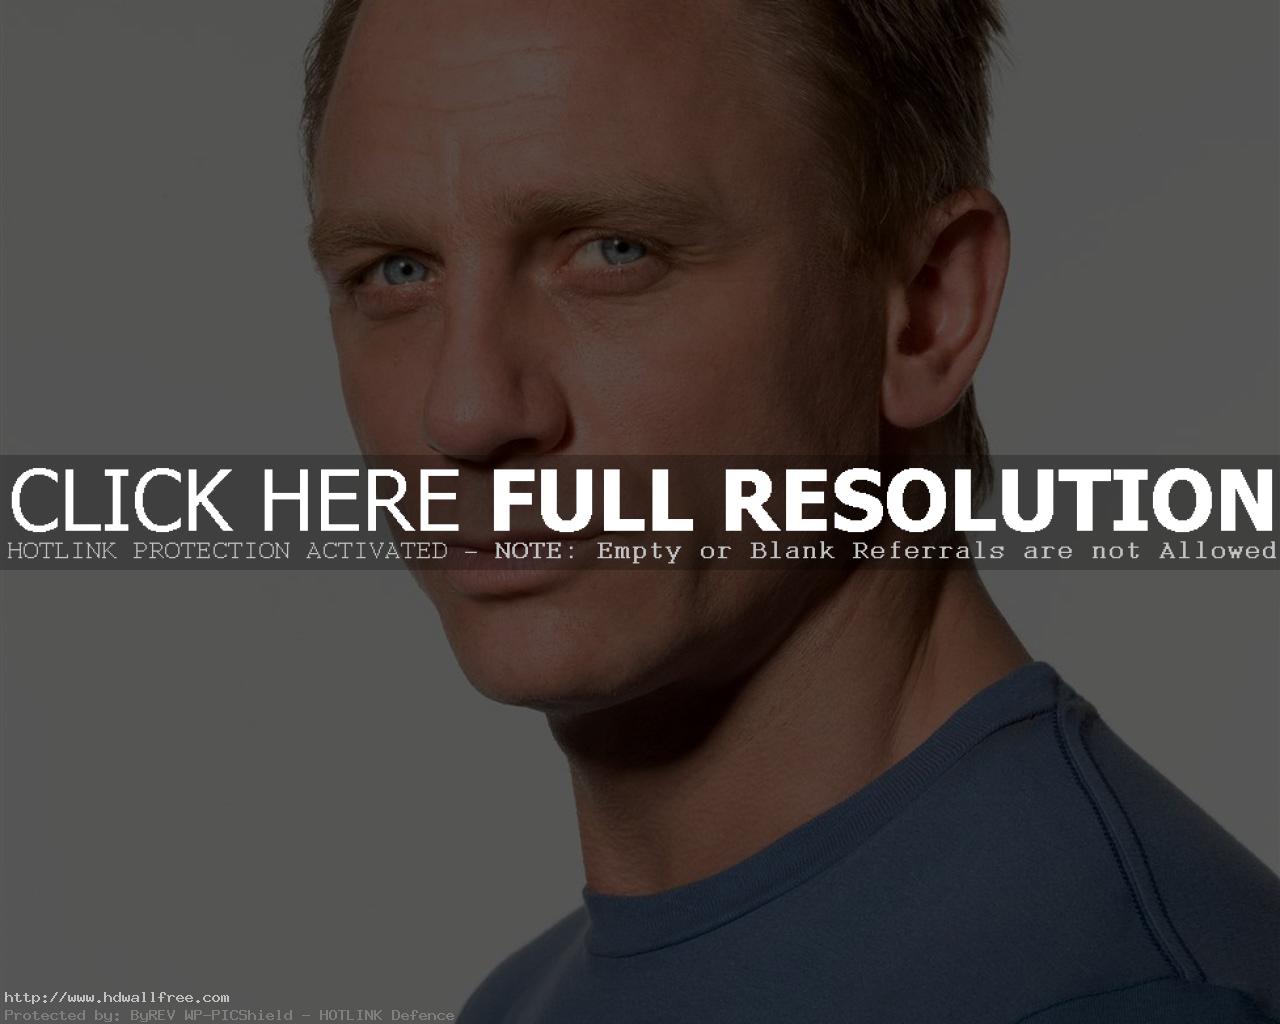 CLICK HERE FULL RESOLUTION
HOTLINK PROTECTION ACTIVATED - NOTE: Empty or Blank Referrals are not Allowed
http://www.hdwallfree.com
Protected by: ByREV WP-PICShield - HOTLINK Defence